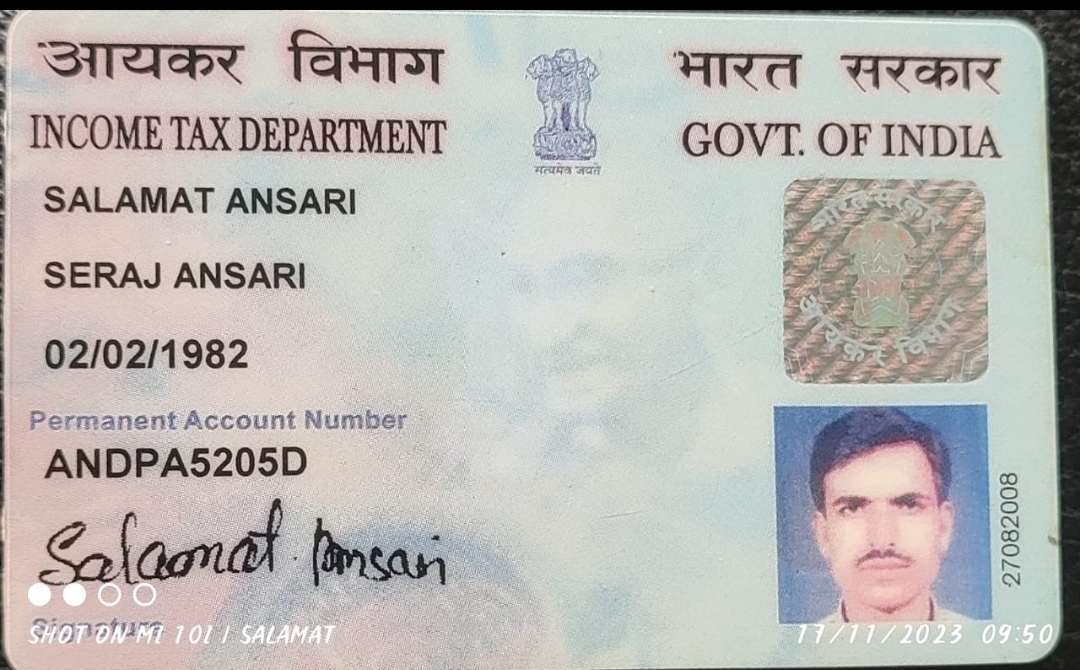 आयकर विभाग
भारत सरकार
INCOME TAX DEPARTMENT
GOVT. OF INDIA
सत्यमेव जयते
SALAMAT ANSARI
SERAJ ANSARI
02/02/1982
भारत सरकार
आयकर विभाग
Permanent Account Number
ANDPA5205D
Salamat Ansari
27082008
Signature
SHOT ON MI 10I | SALAMAT
17/11/2023 09:50